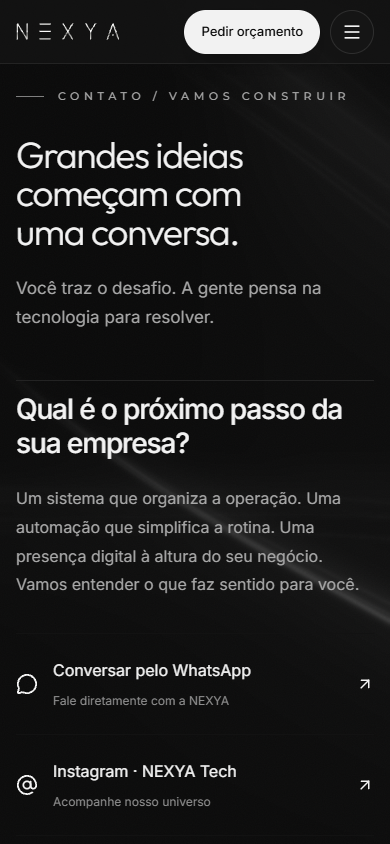 NEXYA
Pedir orçamento
CONTATO / VAMOS CONSTRUIR
Grandes ideias
começam com
uma conversa.
Você traz o desafio. A gente pensa na
tecnologia para resolver.
Qual é o próximo passo da
sua empresa?
Um sistema que organiza a operação. Uma
automação que simplifica a rotina. Uma
presença digital à altura do seu negócio.
Vamos entender o que faz sentido para você.
Conversar pelo WhatsApp
Fale diretamente com a NEXYA
Instagram · NEXYA Tech
Acompanhe nosso universo